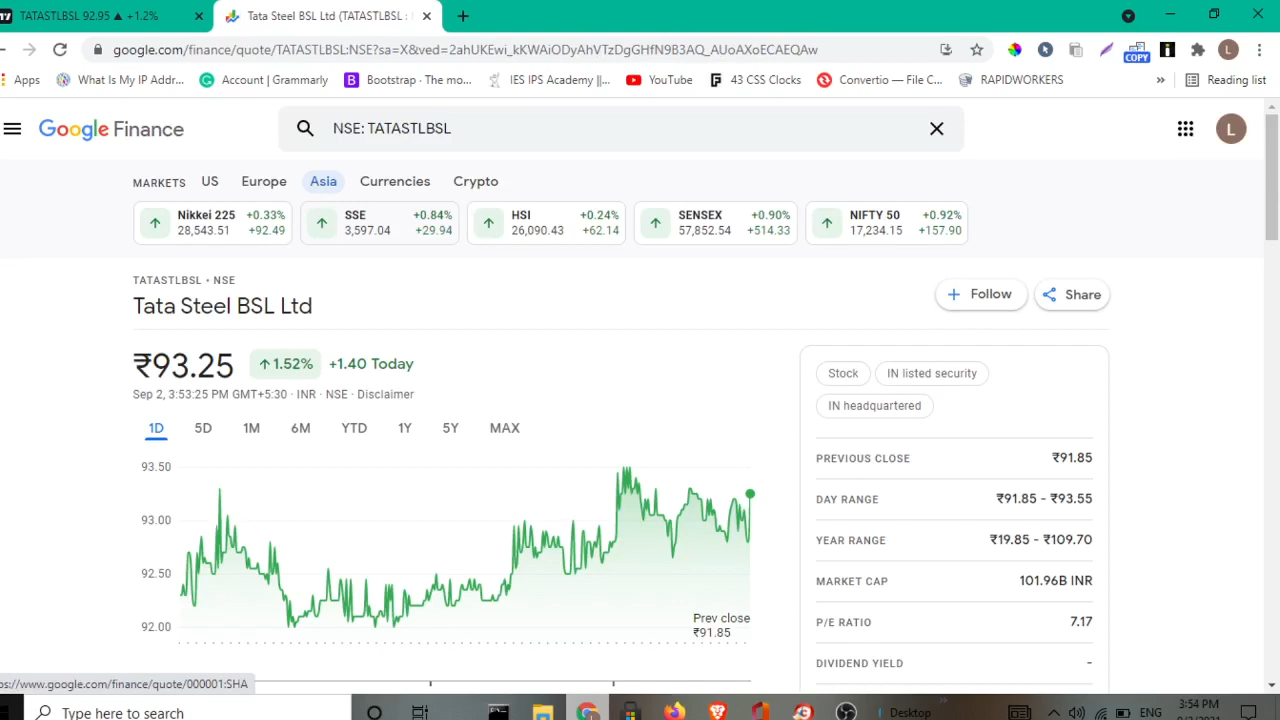 TATASTLBSL 92.95 ▲ +1.2%
Tata Steel BSL Ltd (TATASTLBSL :
google.com/finance/quote/TATASTLBSL:NSE?sa=X&ved=2ahUKEwi_kKWAiODyAhVTzDgGHfN9B3AQ_AUoAXoECAEQAw
COPY
L
Apps
What Is My IP Addr...
Account | Grammarly
Bootstrap · The mo...
IES IPS Academy ||...
YouTube
43 CSS Clocks
Convertio — File C...
RAPIDWORKERS
»
Reading list
Google Finance
NSE: TATASTLBSL
L
MARKETS US Europe Asia Currencies Crypto
Nikkei 225 +0.33%
28,543.51 +92.49
SSE +0.84%
3,597.04 +29.94
HSI +0.24%
26,090.43 +62.14
SENSEX +0.90%
57,852.54 +514.33
NIFTY 50 +0.92%
17,234.15 +157.90
TATASTLBSL • NSE
Tata Steel BSL Ltd
+ Follow
Share
₹93.25 ↑1.52% +1.40 Today
Sep 2, 3:53:25 PM GMT+5:30 · INR · NSE · Disclaimer
1D 5D 1M 6M YTD 1Y 5Y MAX
93.50
93.00
92.50
92.00
Prev close
₹91.85
Stock
IN listed security
IN headquartered
PREVIOUS CLOSE ₹91.85
DAY RANGE ₹91.85 - ₹93.55
YEAR RANGE ₹19.85 - ₹109.70
MARKET CAP 101.96B INR
P/E RATIO 7.17
DIVIDEND YIELD -
ps://www.google.com/finance/quote/000001:SHA
Type here to search
Desktop
»
ENG
3:54 PM